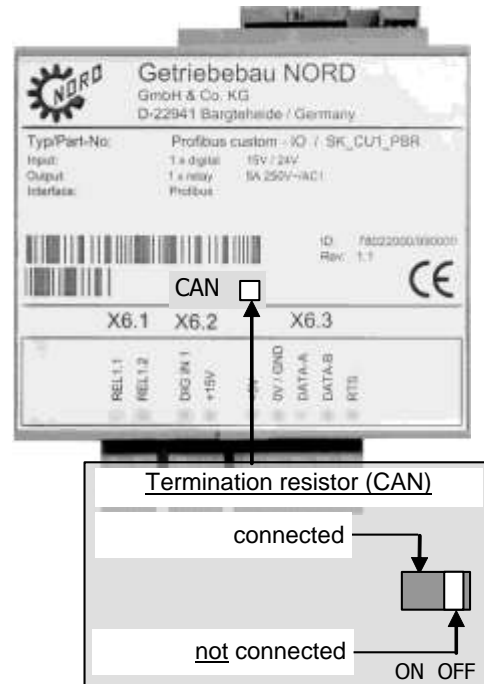 NORD
Getriebebau NORD
GmbH & Co. KG
D-22941 Bargteheide / Germany
Typ/Part-No: Profibus custom - IO / SK_CU1_PBR
Input: 1 x digital 15V / 24V
Output: 1 x relay 5A 250V~/AC1
Interface: Profibus
ID: 78022000/990000
Rev: 1.1
CE
CAN
X6.1 X6.2 X6.3
REL1.1
REL1.2
DIG IN 1
+15V
0V / GND
DATA-A
DATA-B
RTS
Termination resistor (CAN)
connected
not connected
ON OFF